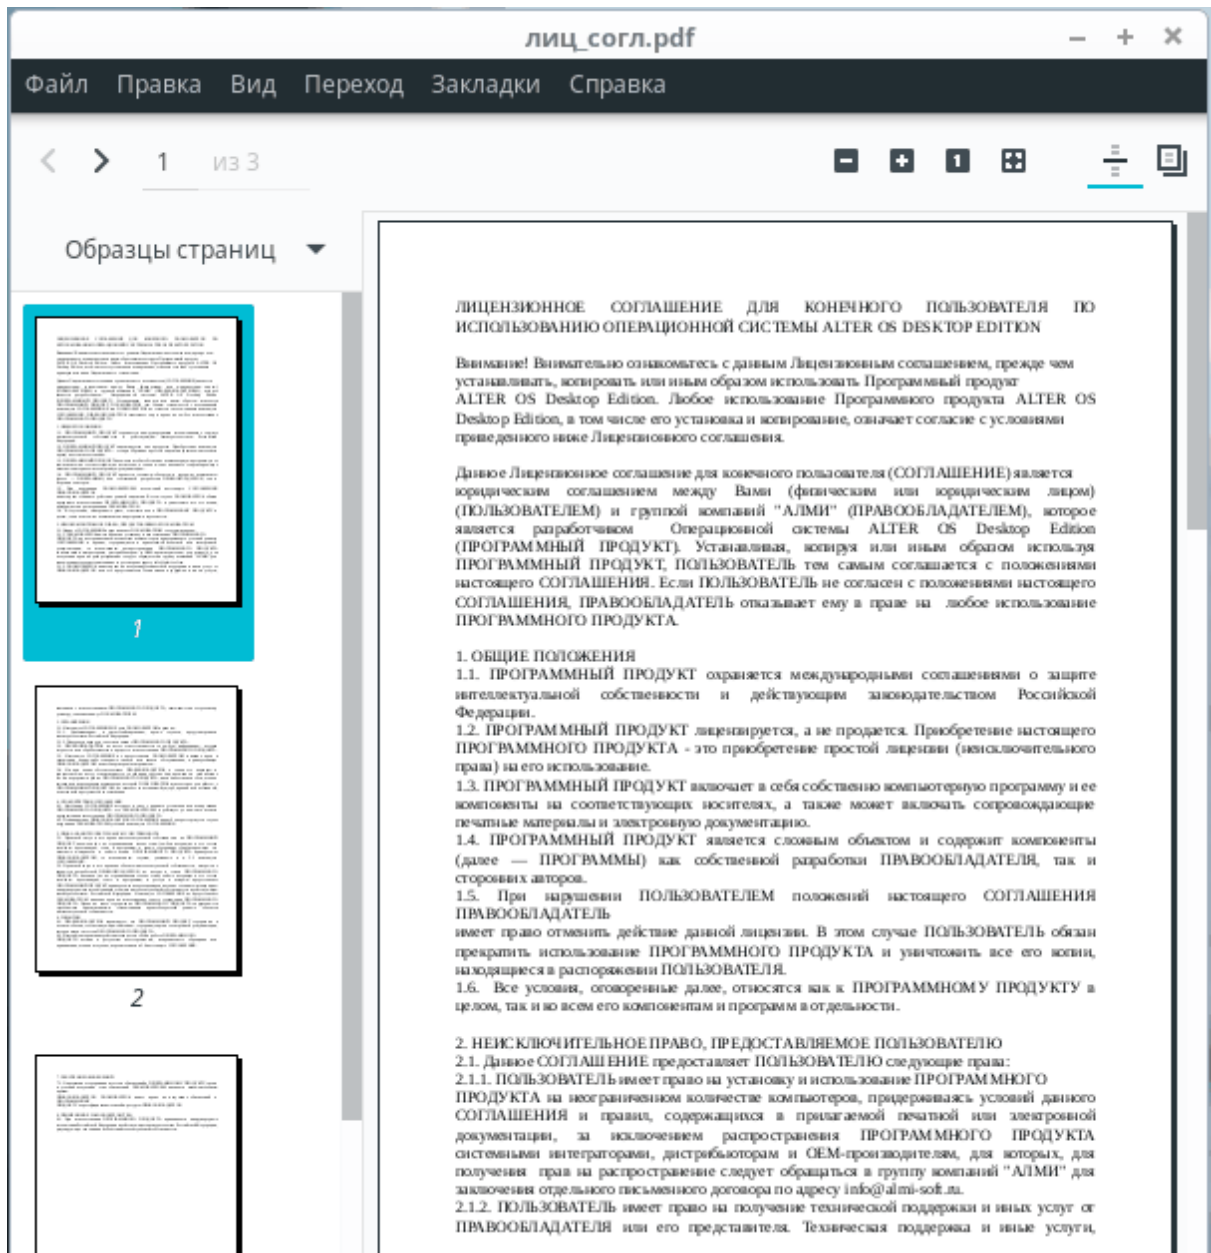 лиц_согл.pdf
Файл Правка Вид Переход Закладки Справка
1 из 3
1
Образцы страниц
1
2
ЛИЦЕНЗИОННОЕ СОГЛАШЕНИЕ ДЛЯ КОНЕЧНОГО ПОЛЬЗОВАТЕЛЯ ПО
ИСПОЛЬЗОВАНИЮ ОПЕРАЦИОННОЙ СИСТЕМЫ ALTER OS DESKTOP EDITION
Внимание! Внимательно ознакомьтесь с данным Лицензионным соглашением, прежде чем
устанавливать, копировать или иным образом использовать Программный продукт
ALTER OS Desktop Edition. Любое использование Программного продукта ALTER OS
Desktop Edition, в том числе его установка и копирование, означает согласие с условиями
приведенного ниже Лицензионного соглашения.
Данное Лицензионное соглашение для конечного пользователя (СОГЛАШЕНИЕ) является
юридическим соглашением между Вами (физическим или юридическим лицом)
(ПОЛЬЗОВАТЕЛЕМ) и группой компаний "АЛМИ" (ПРАВООБЛАДАТЕЛЕМ), которое
является разработчиком Операционной системы ALTER OS Desktop Edition
(ПРОГРАММНЫЙ ПРОДУКТ). Устанавливая, копируя или иным образом используя
ПРОГРАММНЫЙ ПРОДУКТ, ПОЛЬЗОВАТЕЛЬ тем самым соглашается с положениями
настоящего СОГЛАШЕНИЯ. Если ПОЛЬЗОВАТЕЛЬ не согласен с положениями настоящего
СОГЛАШЕНИЯ, ПРАВООБЛАДАТЕЛЬ отказывает ему в праве на любое использование
ПРОГРАММНОГО ПРОДУКТА.
1. ОБЩИЕ ПОЛОЖЕНИЯ
1.1. ПРОГРАММНЫЙ ПРОДУКТ охраняется международными соглашениями о защите
интеллектуальной собственности и действующим законодательством Российской
Федерации.
1.2. ПРОГРАММНЫЙ ПРОДУКТ лицензируется, а не продается. Приобретение настоящего
ПРОГРАММНОГО ПРОДУКТА - это приобретение простой лицензии (неисключительного
права) на его использование.
1.3. ПРОГРАММНЫЙ ПРОДУКТ включает в себя собственно компьютерную программу и ее
компоненты на соответствующих носителях, а также может включать сопровождающие
печатные материалы и электронную документацию.
1.4. ПРОГРАММНЫЙ ПРОДУКТ является сложным объектом и содержит компоненты
(далее — ПРОГРАММЫ) как собственной разработки ПРАВООБЛАДАТЕЛЯ, так и
сторонних авторов.
1.5. При нарушении ПОЛЬЗОВАТЕЛЕМ положений настоящего СОГЛАШЕНИЯ
ПРАВООБЛАДАТЕЛЬ
имеет право отменить действие данной лицензии. В этом случае ПОЛЬЗОВАТЕЛЬ обязан
прекратить использование ПРОГРАММНОГО ПРОДУКТА и уничтожить все его копии,
находящиеся в распоряжении ПОЛЬЗОВАТЕЛЯ.
1.6. Все условия, оговоренные далее, относятся как к ПРОГРАММНОМУ ПРОДУКТУ в
целом, так и ко всем его компонентам и программ в отдельности.
2. НЕИСКЛЮЧИТЕЛЬНОЕ ПРАВО, ПРЕДОСТАВЛЯЕМОЕ ПОЛЬЗОВАТЕЛЮ
2.1. Данное СОГЛАШЕНИЕ предоставляет ПОЛЬЗОВАТЕЛЮ следующие права:
2.1.1. ПОЛЬЗОВАТЕЛЬ имеет право на установку и использование ПРОГРАММНОГО
ПРОДУКТА на неограниченном количестве компьютеров, придерживаясь условий данного
СОГЛАШЕНИЯ и правил, содержащихся в прилагаемой печатной или электронной
документации, за исключением распространения ПРОГРАММНОГО ПРОДУКТА
системными интеграторами, дистрибьюторам и OEM-производителям, для которых, для
получения прав на распространение следует обращаться в группу компаний "АЛМИ" для
заключения отдельного письменного договора по адресу info@almi-soft.ru.
2.1.2. ПОЛЬЗОВАТЕЛЬ имеет право на получение технической поддержки и иных услуг от
ПРАВООБЛАДАТЕЛЯ или его представителя. Техническая поддержка и иные услуги,